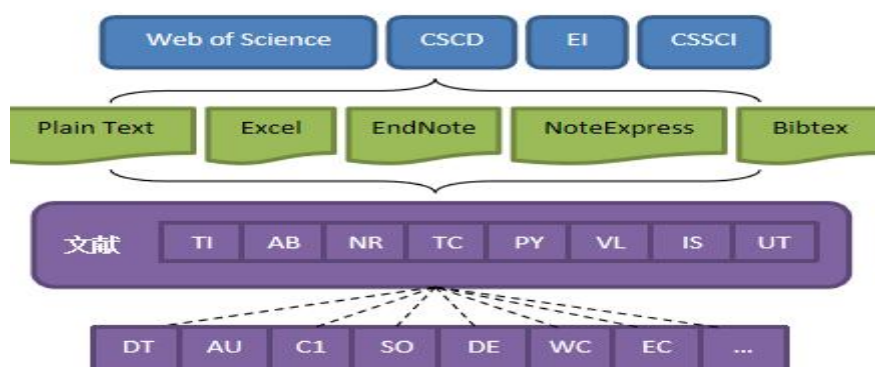 Web of Science CSCD EI CSSCI
Plain Text Excel EndNote NoteExpress Bibtex
文献 TI AB NR TC PY VL IS UT
DT AU C1 SO DE WC EC ...